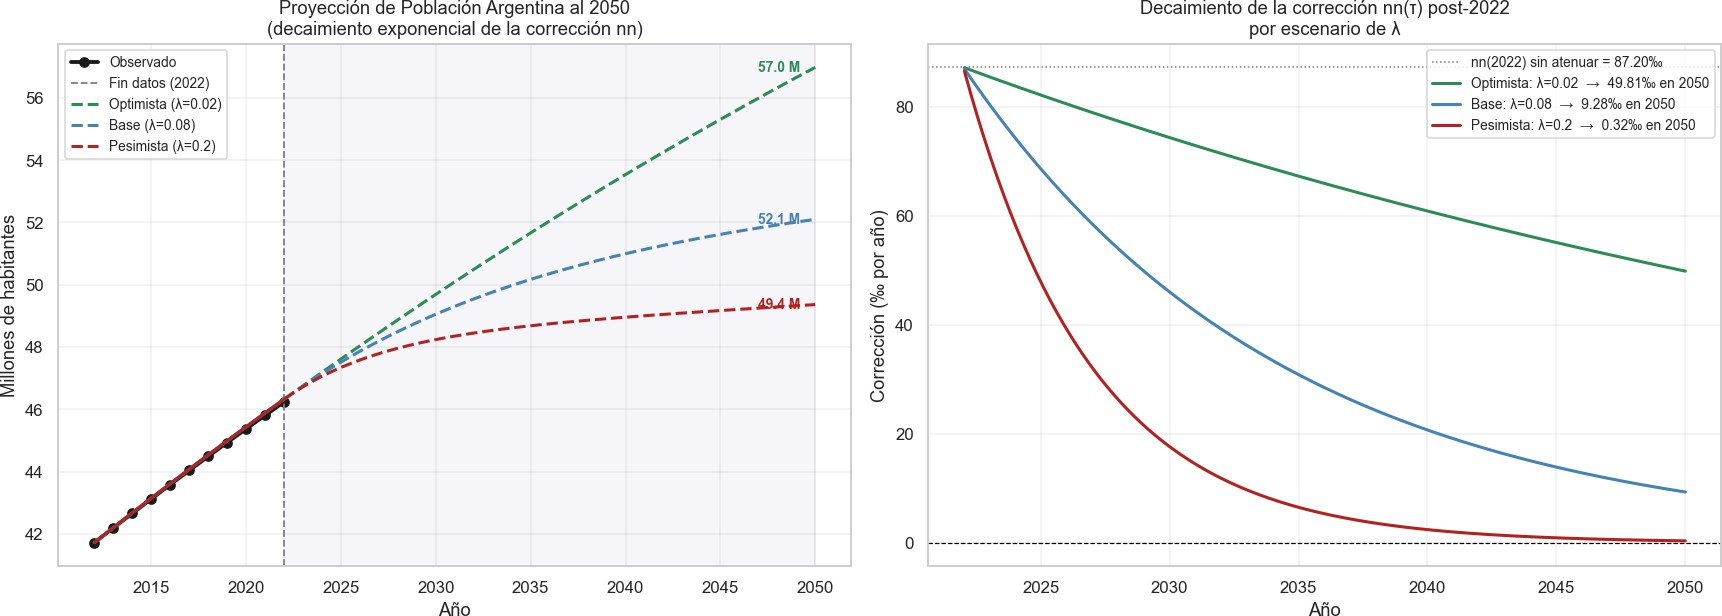 Proyección de Población Argentina al 2050
(decaimiento exponencial de la corrección nn)
Observado
Fin datos (2022)
Optimista (λ=0.02)
Base (λ=0.08)
Pesimista (λ=0.2)
57.0 M
52.1 M
49.4 M
Millones de habitantes
56
54
52
50
48
46
44
42
2015
2020
2025
2030
2035
2040
2045
2050
Año
Decaimiento de la corrección nn(τ) post-2022
por escenario de λ
nn(2022) sin atenuar = 87.20‰
Optimista: λ=0.02 → 49.81‰ en 2050
Base: λ=0.08 → 9.28‰ en 2050
Pesimista: λ=0.2 → 0.32‰ en 2050
Corrección (‰ por año)
80
60
40
20
0
2025
2030
2035
2040
2045
2050
Año